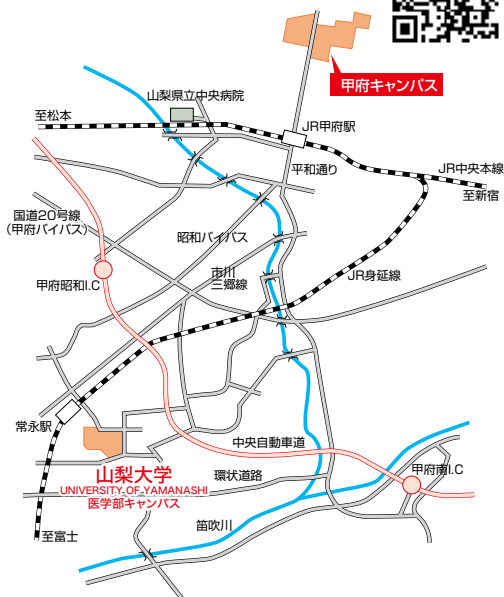 甲府キャンパス
山梨県立中央病院
至松本
JR甲府駅
平和通り
JR中央本線
至新宿
国道20号線
(甲府バイパス)
昭和バイパス
市川
三郷線
JR身延線
甲府昭和I.C
常永駅
中央自動車道
甲府南I.C
山梨大学
UNIVERSITY OF YAMANASHI
医学部キャンパス
環状道路
笛吹川
至富士